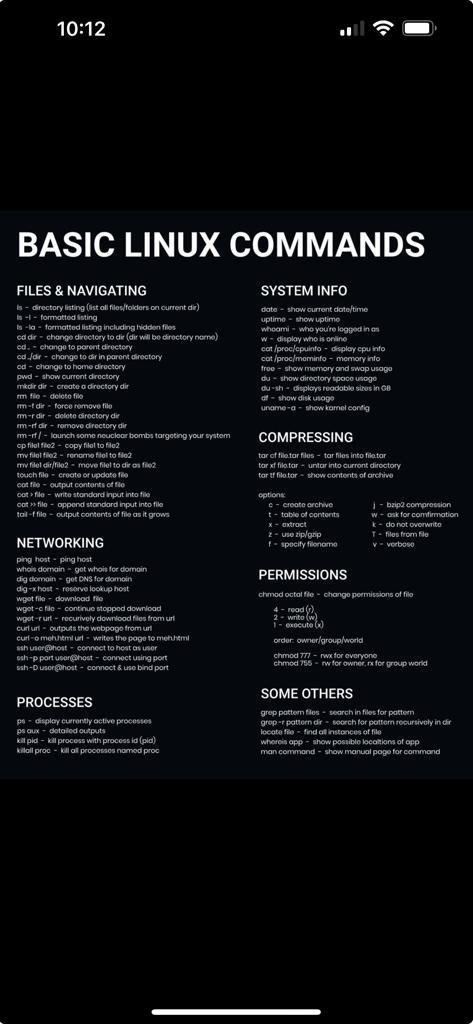 10:12
BASIC LINUX COMMANDS
FILES & NAVIGATING
ls - directory listing (list all files/folders on current dir)
ls -l - formatted listing
ls -la - formatted listing including hidden files
cd dir - change directory to dir (dir will be directory name)
cd .. - change to parent directory
cd ../dir - change to dir in parent directory
cd - change to home directory
pwd - show current directory
mkdir dir - create a directory dir
rm file - delete file
rm -f dir - force remove file
rm -r dir - delete directory dir
rm -rf dir - remove directory dir
rm -rf / - launch some neuclear bombs targeting your system
cp file1 file2 - copy file1 to file2
mv file1 file2 - rename file1 to file2
mv file1 dir/file2 - move file1 to dir as file2
touch file - create or update file
cat file - output contents of file
cat > file - write standard input into file
cat >> file - append standard input into file
tail -f file - output contents of file as it grows
NETWORKING
ping host - ping host
whois domain - get whois for domain
dig domain - get DNS for domain
dig -x host - reserve lookup host
wget file - download file
wget -c file - continue stopped download
wget -r url - recurively download files from url
curl url - outputs the webpage from url
curl -o meh.html url - writes the page to meh.html
ssh user@host - connect to host as user
ssh -p port user@host - connect using port
ssh -D user@host - connect & use bind port
PROCESSES
ps - display currently active processes
ps aux - detailed outputs
kill pid - kill process with process id (pid)
killall proc - kill all processes named proc
SYSTEM INFO
date - show current date/time
uptime - show uptime
whoami - who you're logged in as
w - display who is online
cat /proc/cpuinfo - display cpu info
cat /proc/meminfo - memory info
free - show memory and swap usage
du - show directory space usage
du -sh - displays readable sizes in GB
df - show disk usage
uname -a - show karnel config
COMPRESSING
tar cf file.tar files - tar files into file.tar
tar xf file.tar - untar into current directory
tar tf file.tar - show contents of archive
options:
c - create archive
t - table of contents
x - extract
z - use zip/gzip
f - specify filename
j - bzip2 compression
w - ask for comfirmation
k - do not overwrite
T - files from file
v - verbose
PERMISSIONS
chmod octal file - change permissions of file
4 - read (r)
2 - write (w)
1 - execute (x)
order: owner/group/world
chmod 777 - rwx for everyone
chmod 755 - rw for owner, rx for group world
SOME OTHERS
grep pattern files - search in files for pattern
grep -r pattern dir - search for pattern recursively in dir
locate file - find all instances of file
whereis app - show possible localtions of app
man command - show manual page for command